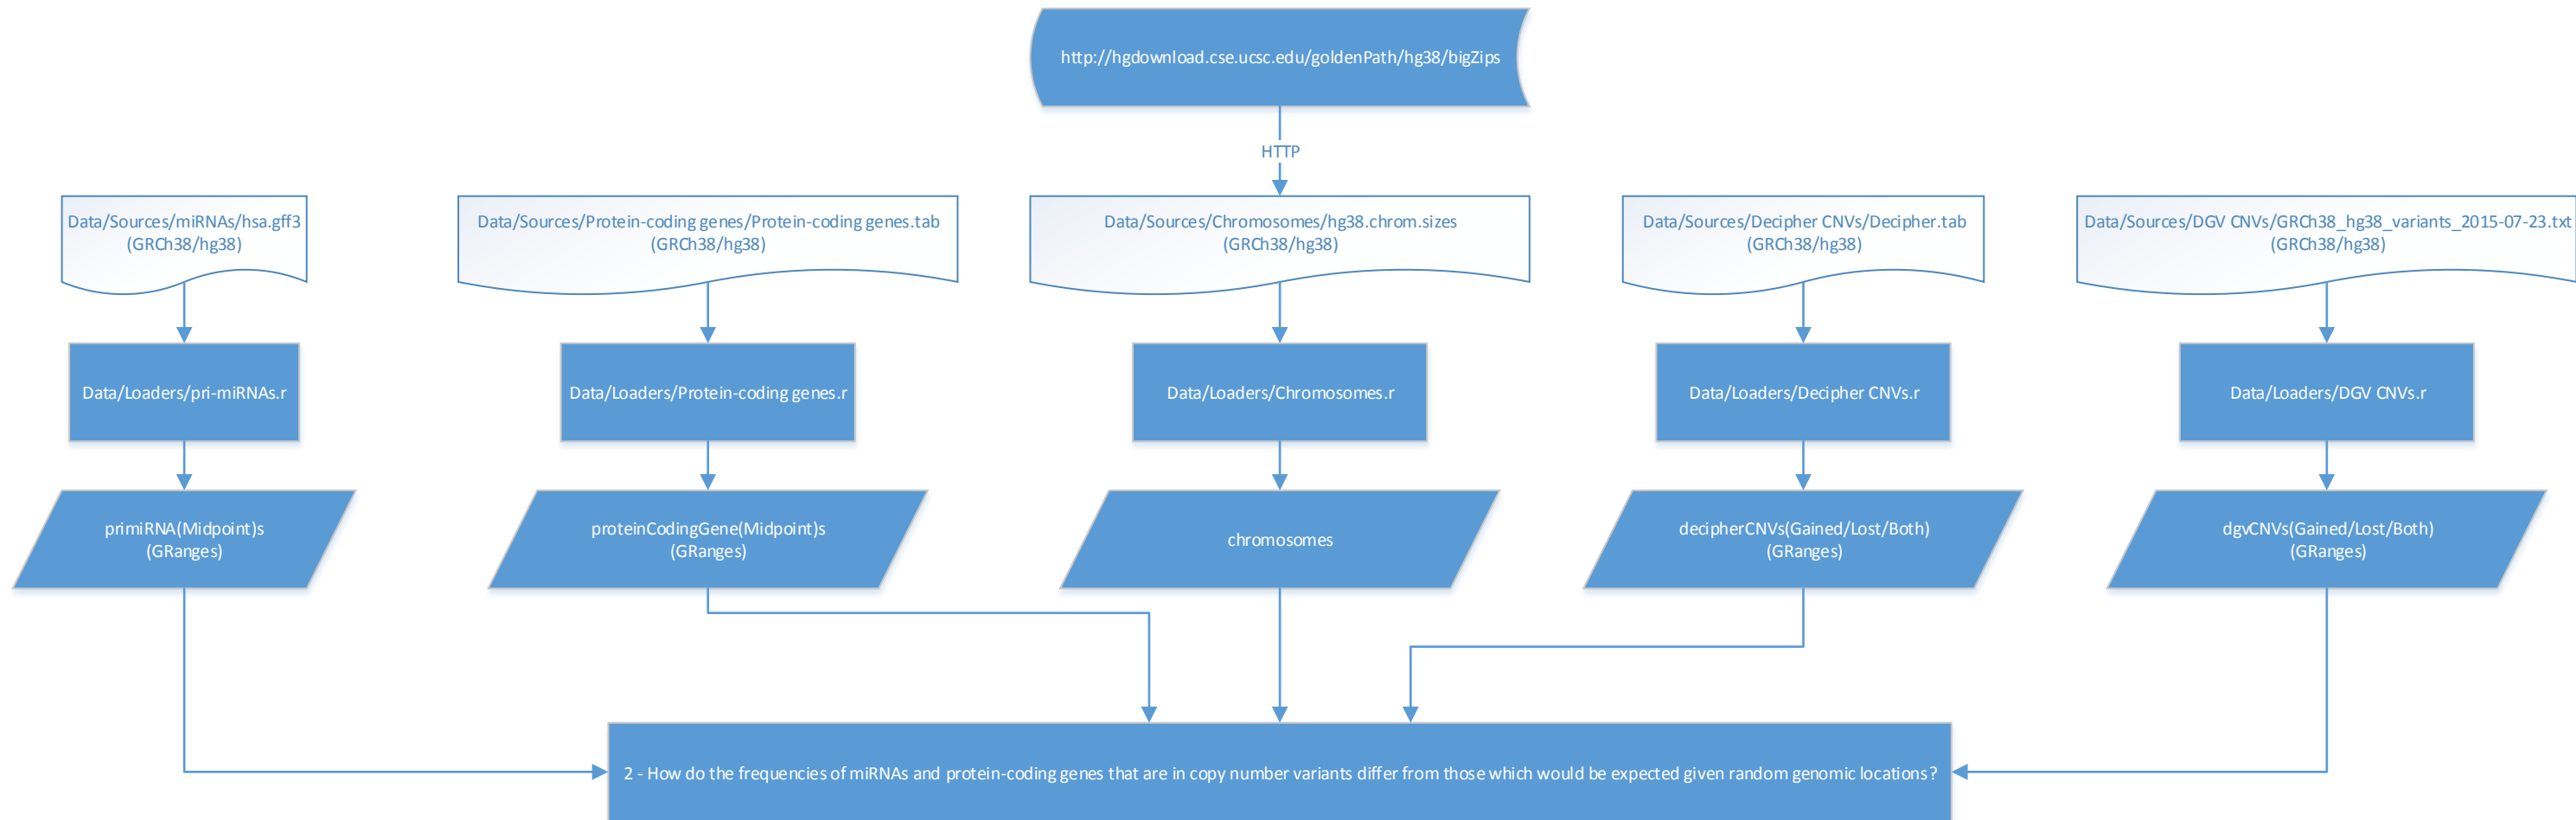 http://hgdownload.cse.ucsc.edu/goldenPath/hg38/bigZips
HTTP
Data/Sources/miRNAs/hsa.gff3
(GRCh38/hg38)
Data/Sources/Protein-coding genes/Protein-coding genes.tab
(GRCh38/hg38)
Data/Sources/Chromosomes/hg38.chrom.sizes
(GRCh38/hg38)
Data/Sources/Decipher CNVs/Decipher.tab
(GRCh38/hg38)
Data/Sources/DGV CNVs/GRCh38_hg38_variants_2015-07-23.txt
(GRCh38/hg38)
Data/Loaders/pri-miRNAs.r
Data/Loaders/Protein-coding genes.r
Data/Loaders/Chromosomes.r
Data/Loaders/Decipher CNVs.r
Data/Loaders/DGV CNVs.r
primiRNA(Midpoint)s
(GRanges)
proteinCodingGene(Midpoint)s
(GRanges)
chromosomes
decipherCNVs(Gained/Lost/Both)
(GRanges)
dgvCNVs(Gained/Lost/Both)
(GRanges)
2 - How do the frequencies of miRNAs and protein-coding genes that are in copy number variants differ from those which would be expected given random genomic locations?